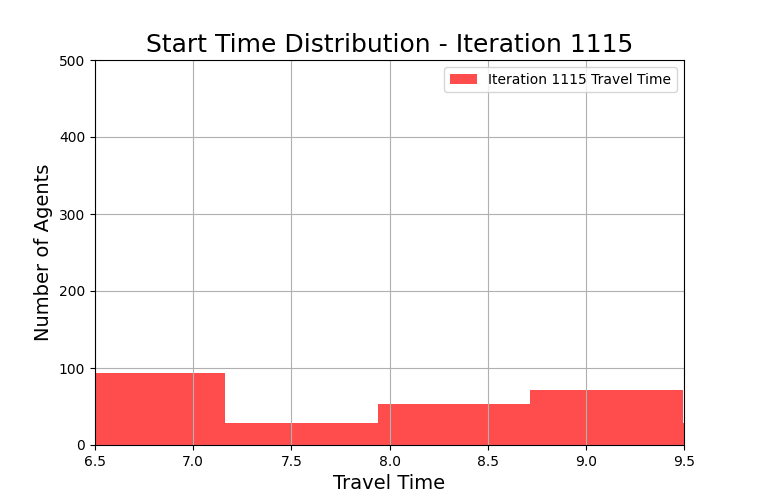 Start Time Distribution - Iteration 1115
500
Iteration 1115 Travel Time
400
300
200
100
0
Number of Agents
6.5 7.0 7.5 8.0 8.5 9.0 9.5
Travel Time